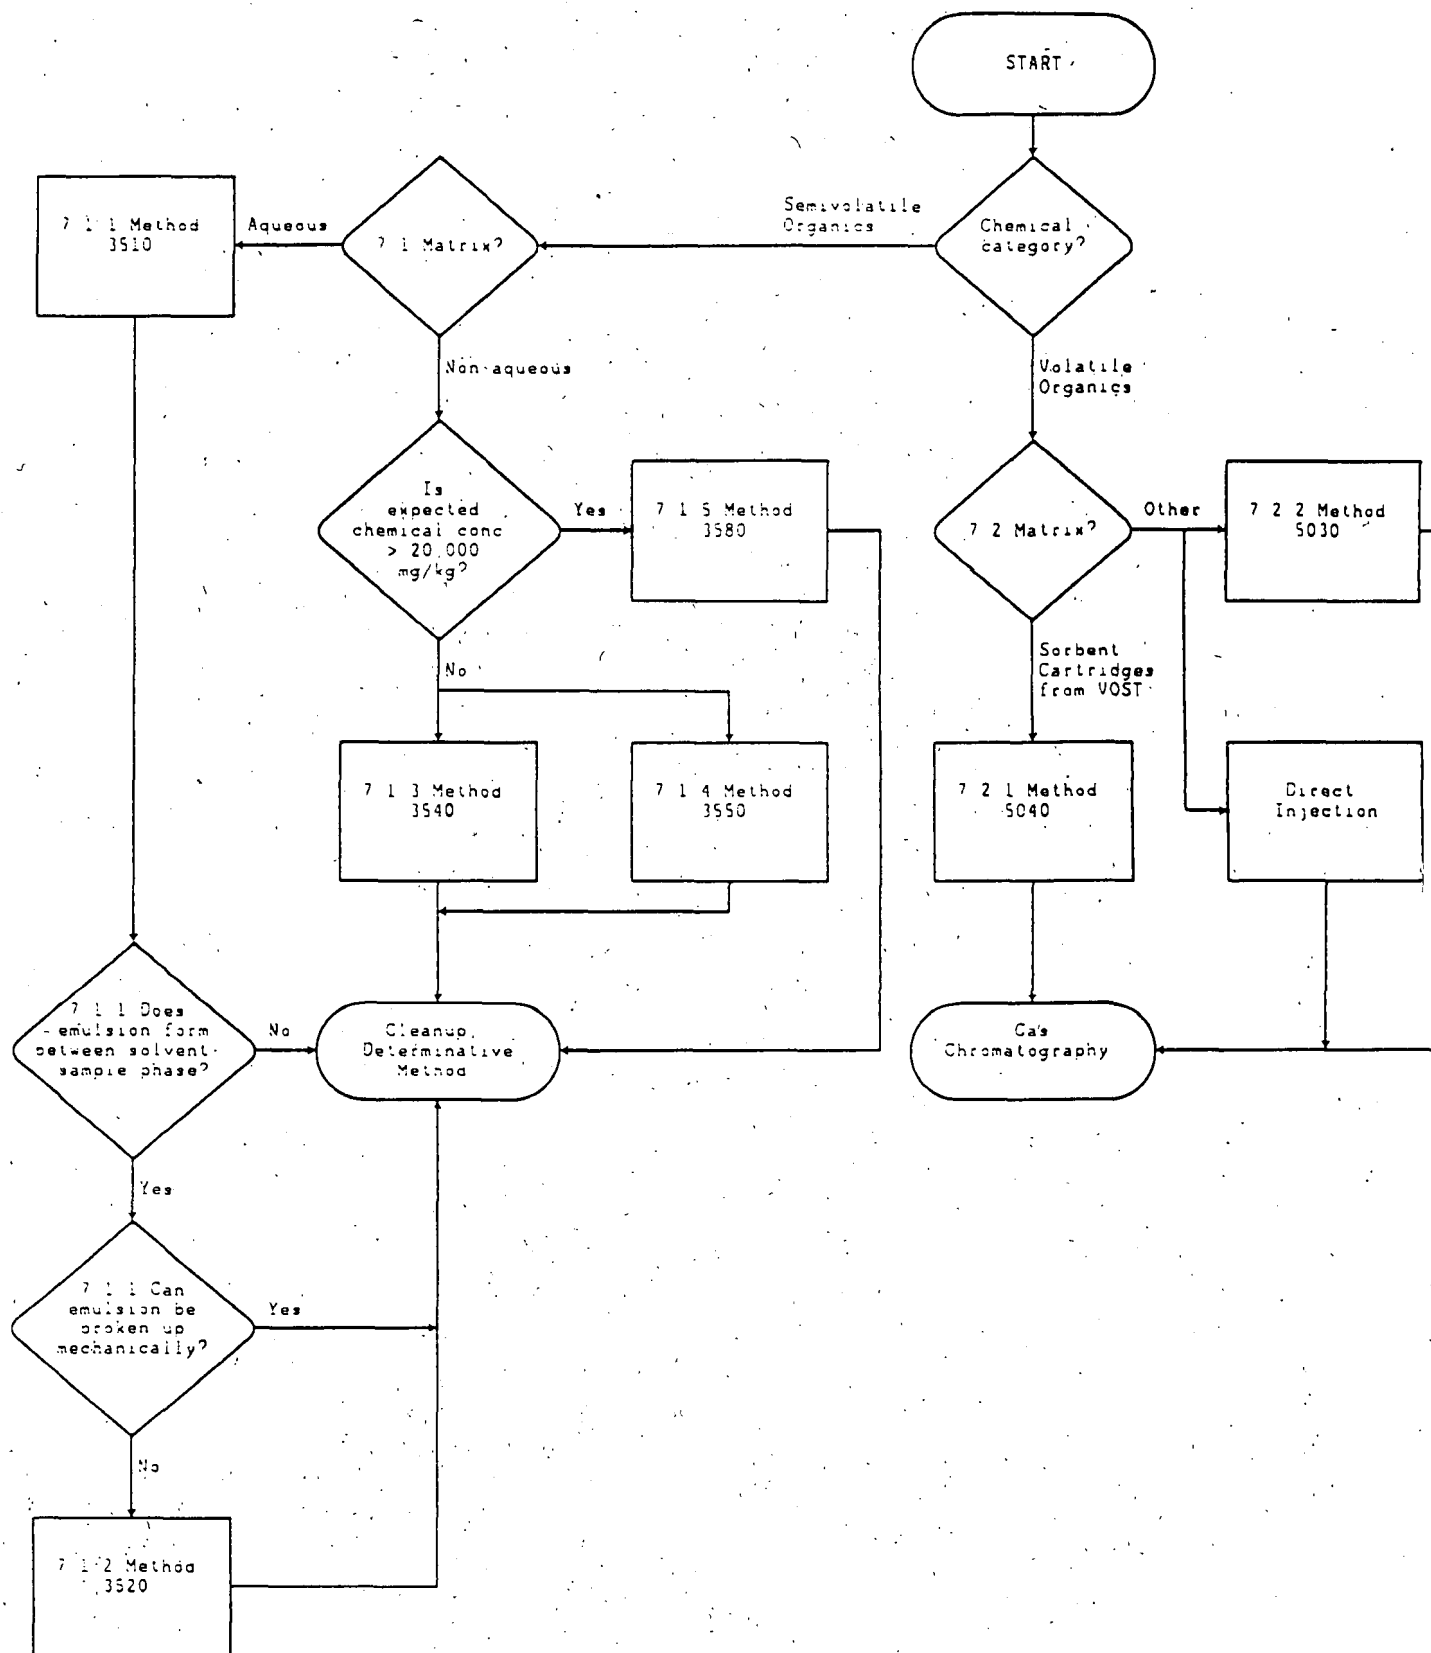 START
Chemical
category?
Semivolatile
Organics
7 1 Matrix?
Aqueous
7 1 1 Method
3510
Non-aqueous
Volatile
Organics
Is
expected
chemical conc
> 20,000
mg/kg?
Yes
7 1 5 Method
3580
7 2 Matrix?
Other
7 2 2 Method
5030
No
Sorbent
Cartridges
from VOST
7 1 3 Method
3540
7 1 4 Method
3550
7 2 1 Method
5040
Direct
Injection
7 1 1 Does
emulsion form
between solvent-
sample phase?
No
Cleanup,
Determinative
Method
Gas
Chromatography
Yes
7 1 1 Can
emulsion be
broken up
mechanically?
Yes
No
7 1 2 Method
3520